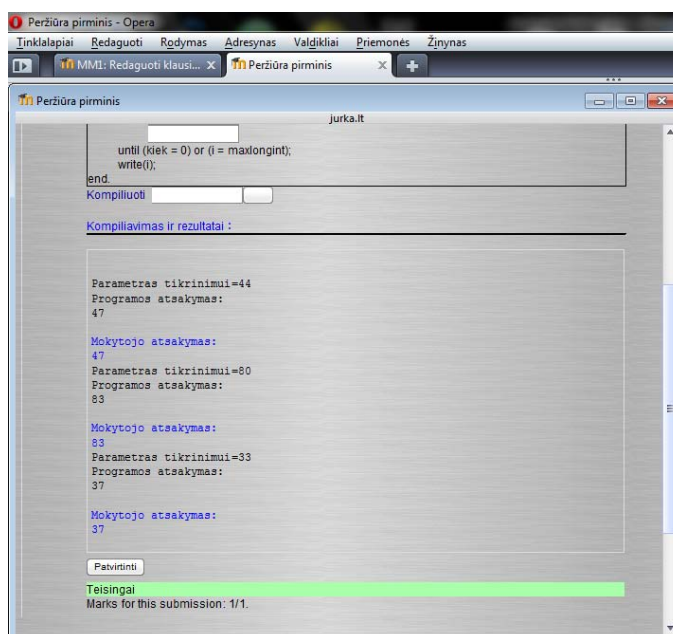 Peržiūra pirminis - Opera
Tinklalapiai Redaguoti Rodymas Adresynas Valdikliai Priemonės Žinynas
MM1: Redaguoti klausi... X Peržiūra pirminis X +
Peržiūra pirminis
jurka.lt
until (kiek = 0) or (i = maxlongint);
write(i);
end.
Kompiliuoti
Kompiliavimas ir rezultatai :
Parametras tikrinimui=44
Programos atsakymas:
47
Mokytojo atsakymas:
47
Parametras tikrinimui=80
Programos atsakymas:
83
Mokytojo atsakymas:
83
Parametras tikrinimui=33
Programos atsakymas:
37
Mokytojo atsakymas:
37
Patvirtinti
Teisingai
Marks for this submission: 1/1.